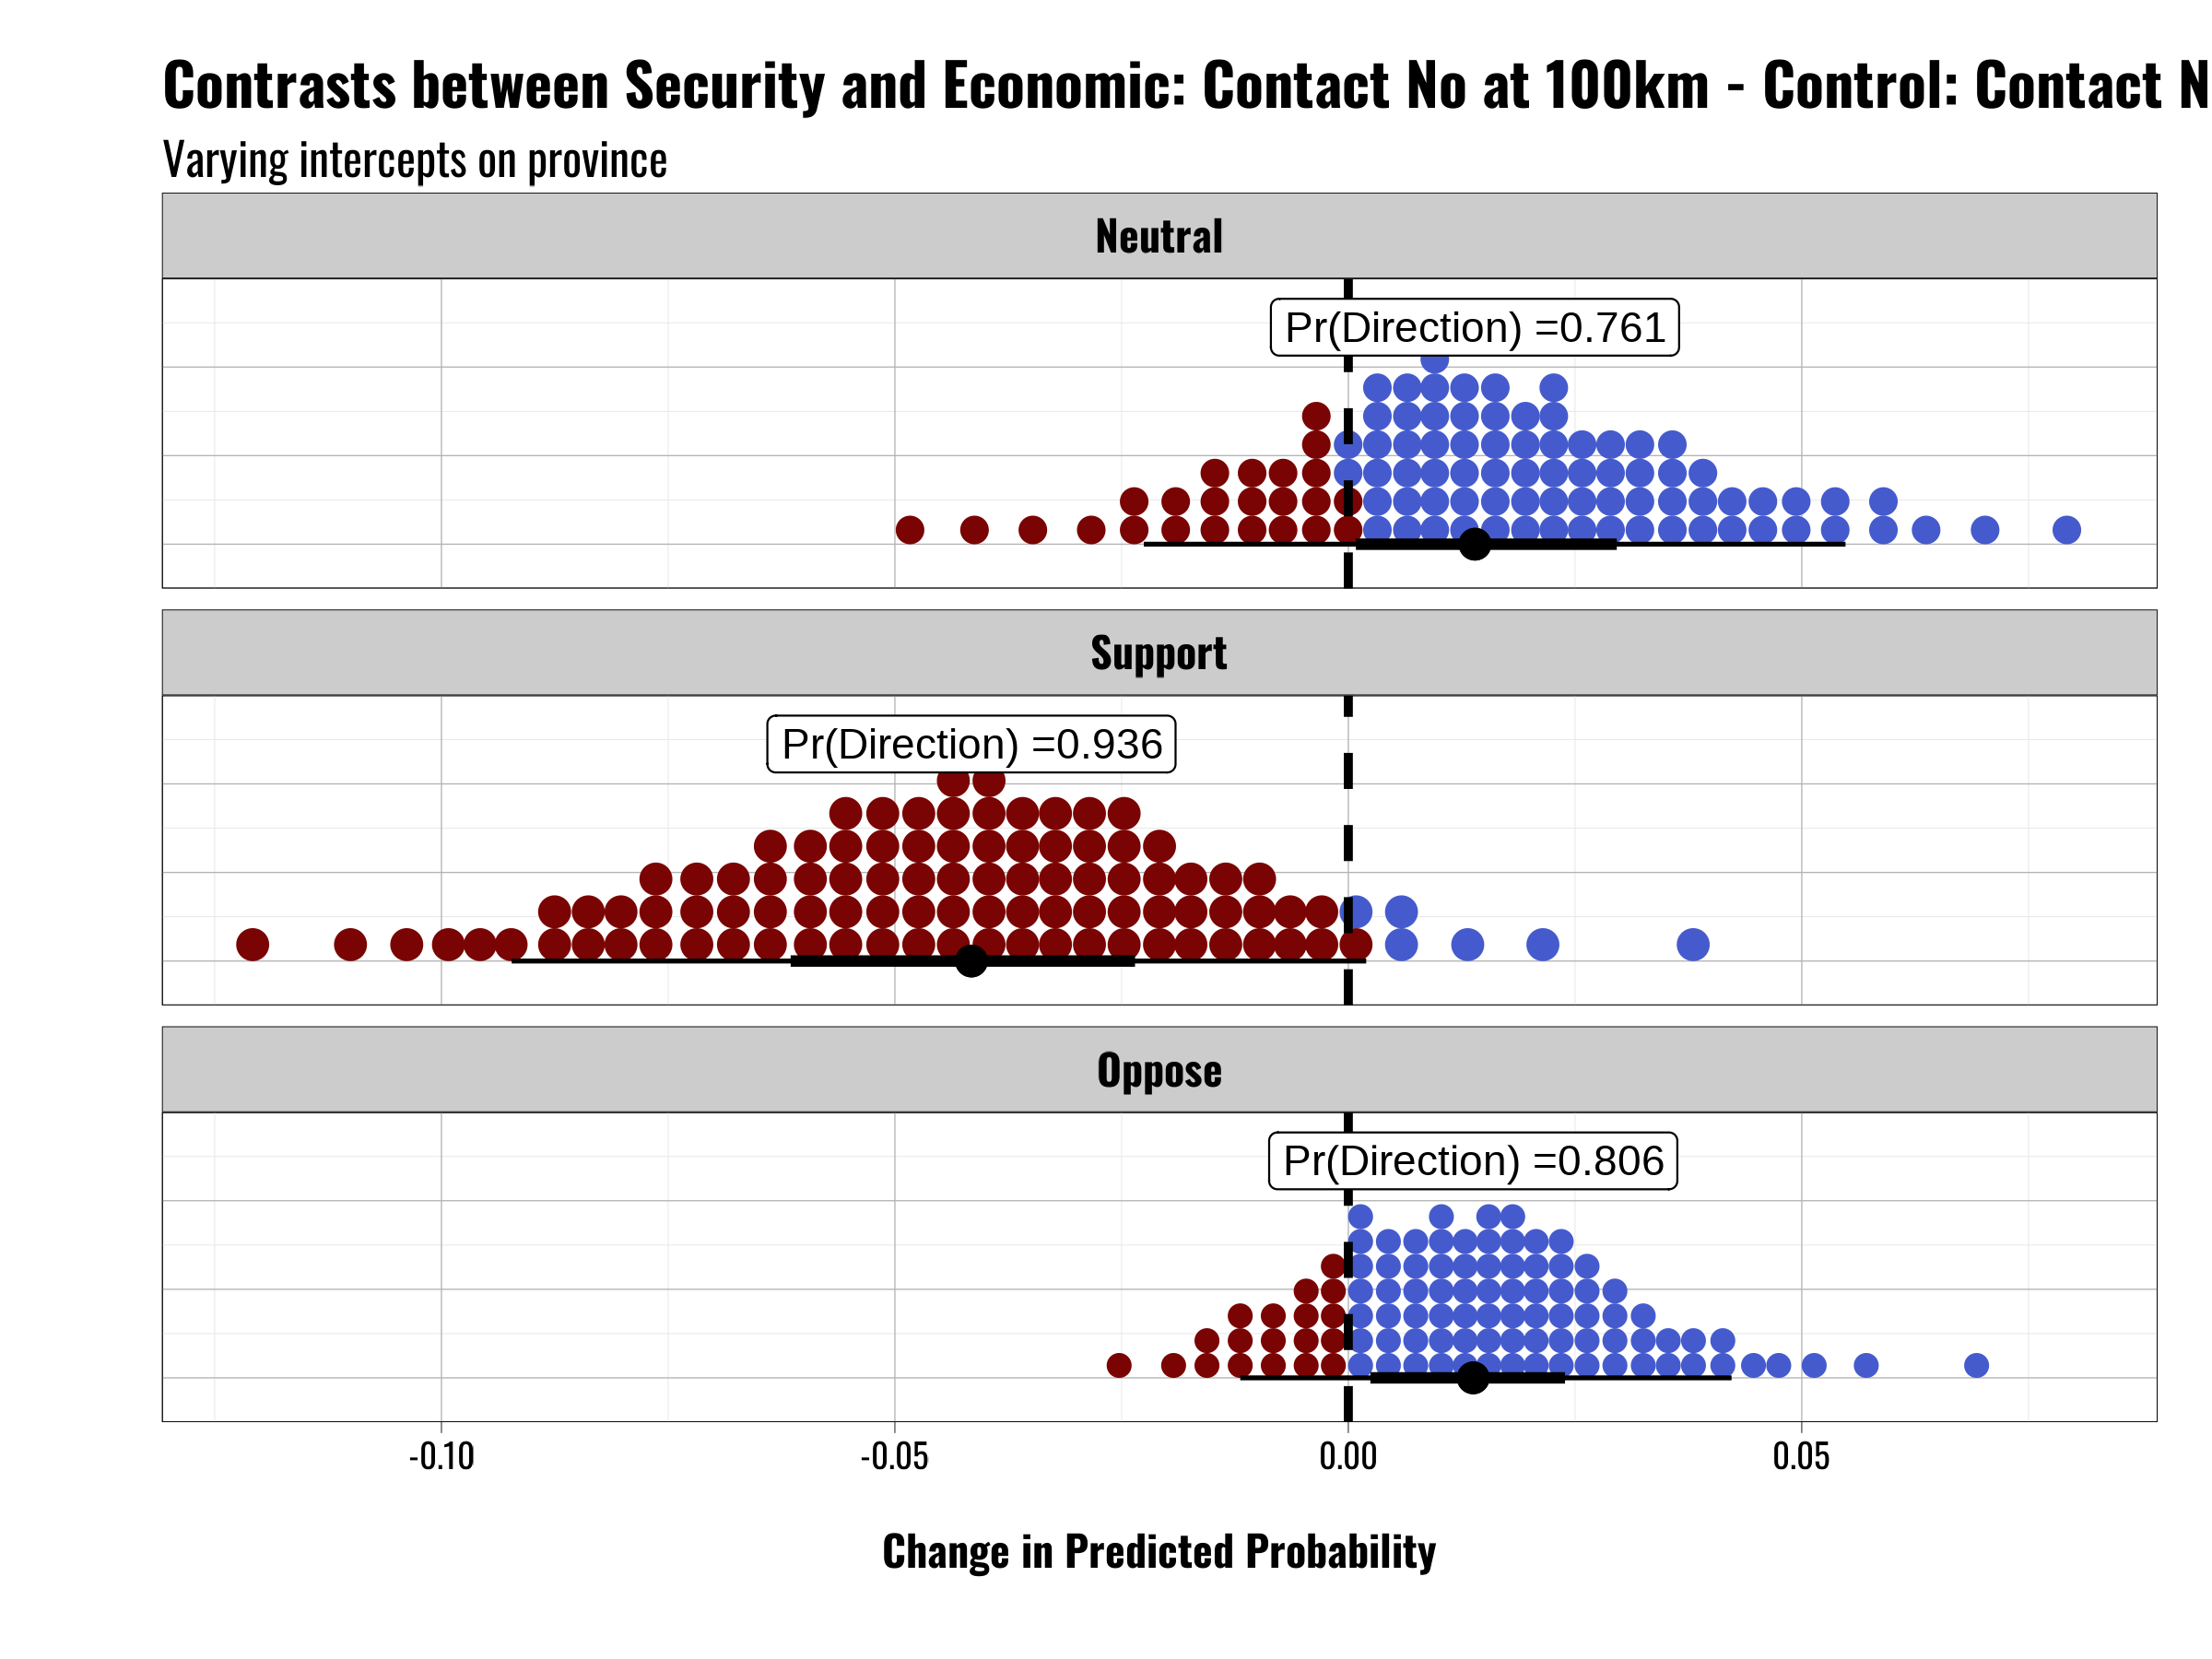 Contrasts between Security and Economic: Contact No at 100km - Control: Contact N
Varying intercepts on province
Neutral
Pr(Direction) =0.761
Support
Pr(Direction) =0.936
Oppose
Pr(Direction) =0.806
-0.10 -0.05 0.00 0.05
Change in Predicted Probability